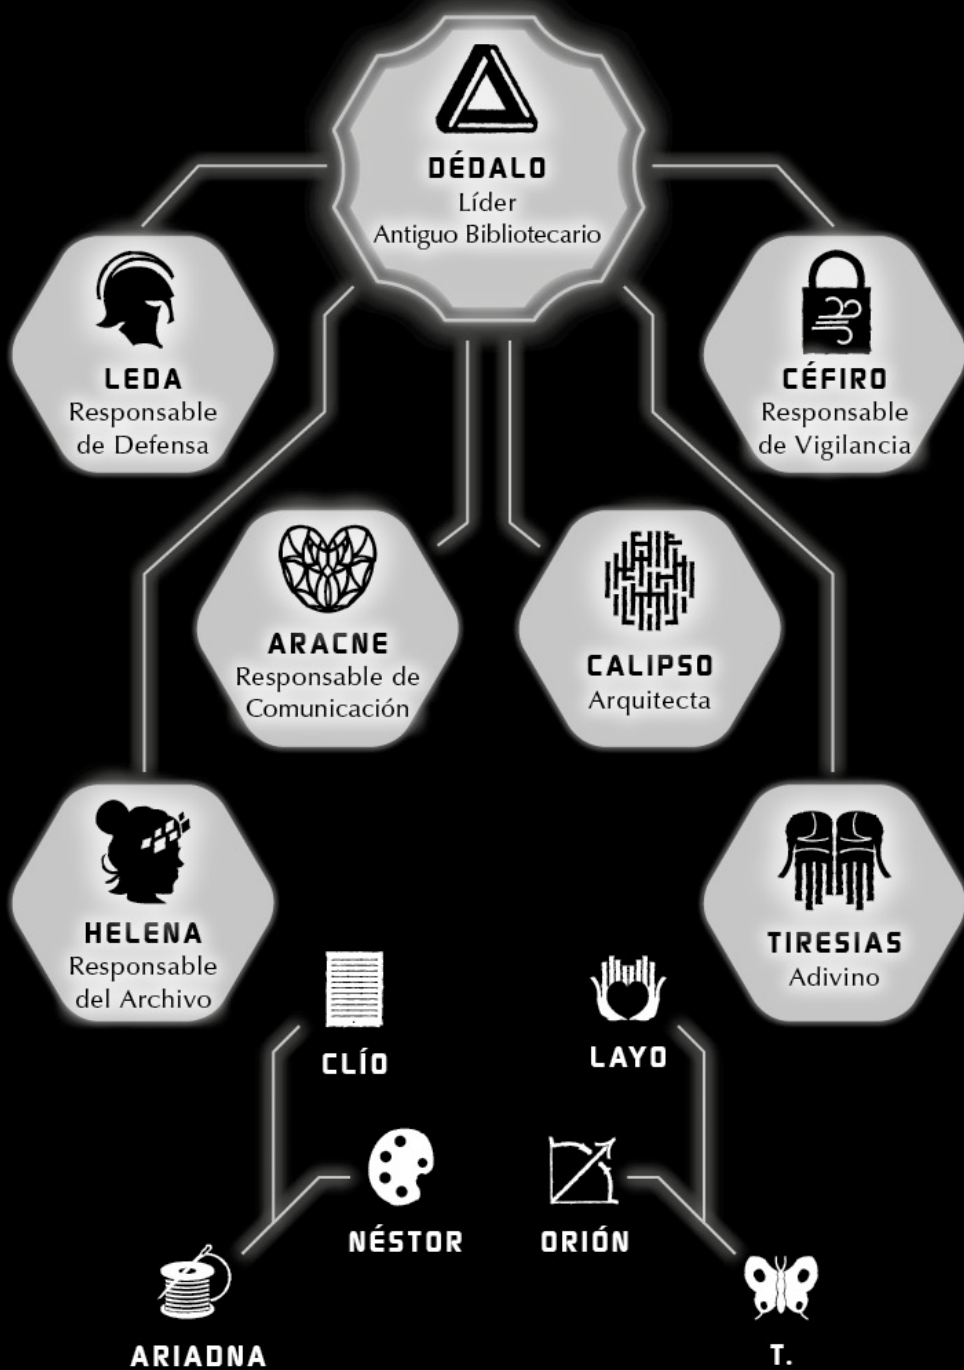 DÉDALO
Líder
Antiguo Bibliotecario
LEDA
Responsable
de Defensa
CÉFIRO
Responsable
de Vigilancia
ARACNE
Responsable de
Comunicación
CALIPSO
Arquitecta
HELENA
Responsable
del Archivo
TIRESIAS
Adivino
CLÍO
LAYO
NÉSTOR
ORIÓN
ARIADNA
T.